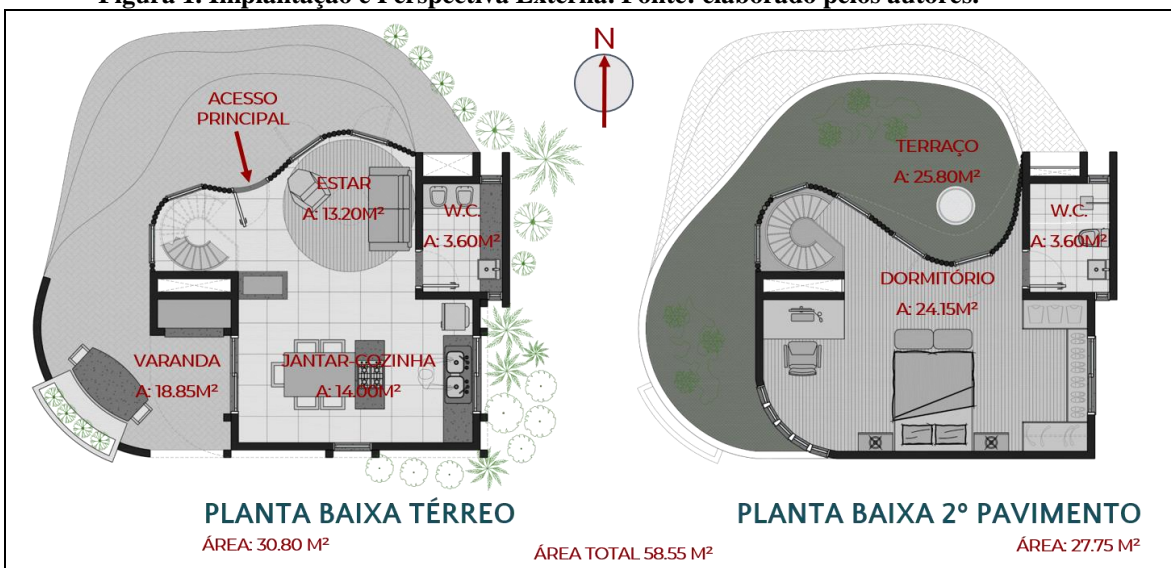 Figura 1. Implantação e Perspectiva Externa. Fonte: elaborado pelos autores.
N
ACESSO
PRINCIPAL
ESTAR
A: 13.20M²
W.C.
A: 3.60M²
VARANDA
A: 18.85M²
JANTAR-COZINHA
A: 14.00M²
TERRAÇO
A: 25.80M²
W.C.
A: 3.60M²
DORMITÓRIO
A: 24.15M²
PLANTA BAIXA TÉRREO
ÁREA: 30.80 M²
ÁREA TOTAL 58.55 M²
PLANTA BAIXA 2º PAVIMENTO
ÁREA: 27.75 M²